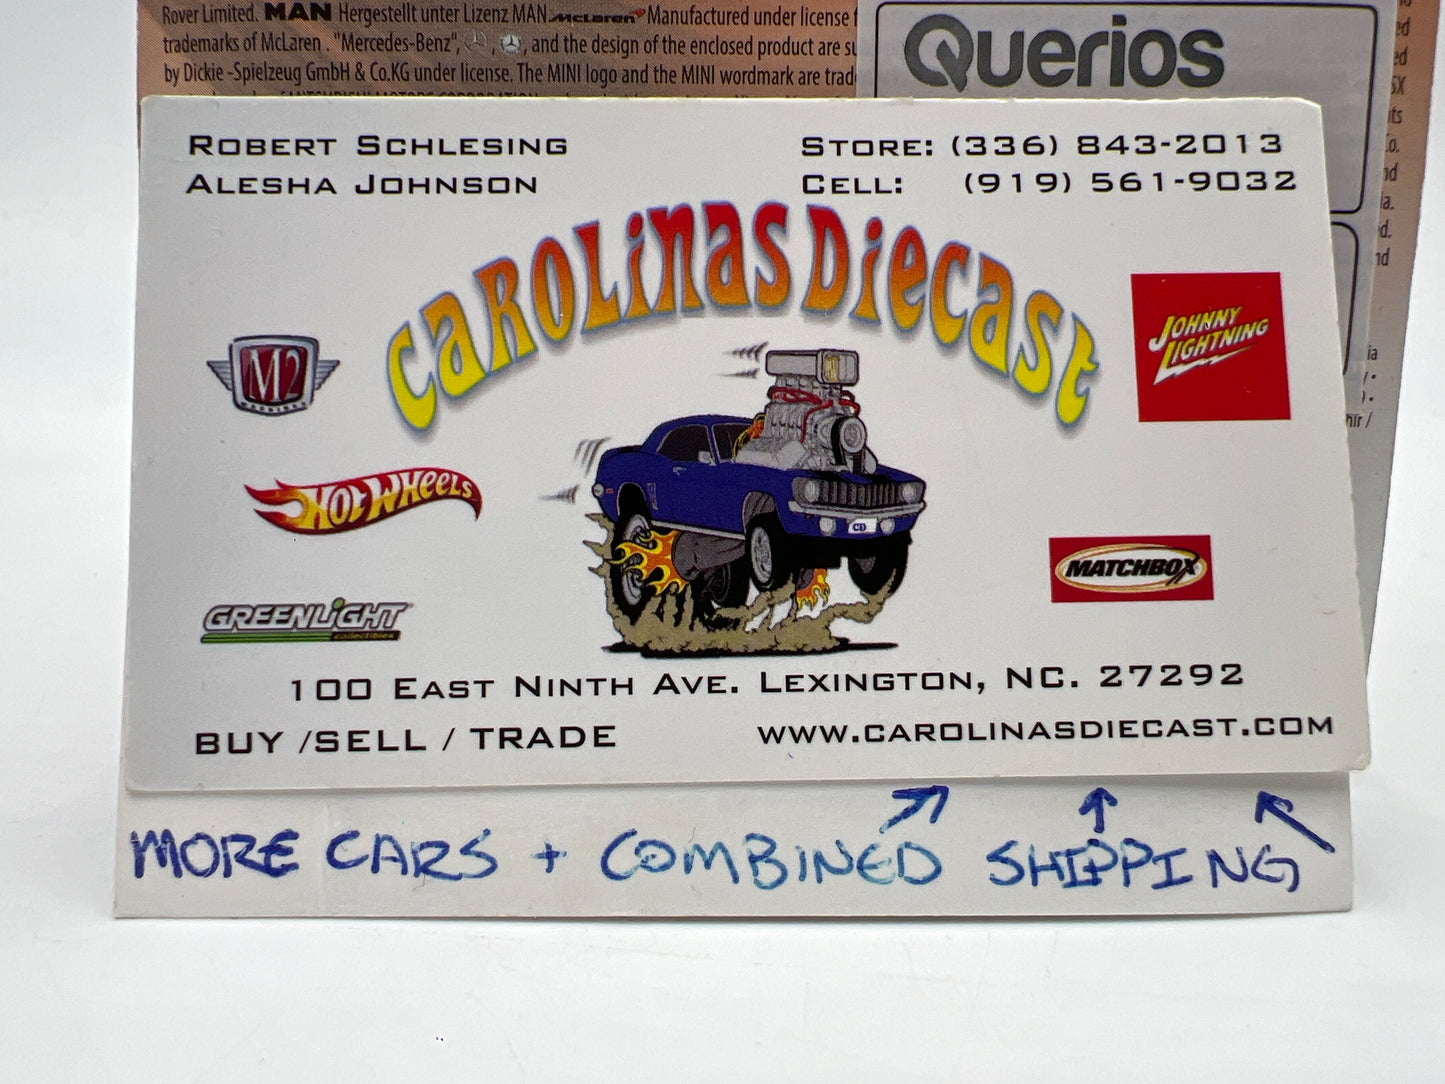 Rover Limited. MAN Hergestellt unter Lizenz MAN. McLaren Manufactured under license
trademarks of McLaren . "Mercedes-Benz", , , and the design of the enclosed product are
by Dickie -Spielzeug GmbH & Co.KG under license. The MINI logo and the MINI wordmark are
Querios
ROBERT SCHLESING
ALESHA JOHNSON
STORE: (336) 843-2013
CELL: (919) 561-9032
CAROLINAS DIECAST
M2
MACHINES
JOHNNY
LIGHTNING
HOT WHEELS
CD
MATCHBOX
GREENLIGHT
collectibles
100 EAST NINTH AVE. LEXINGTON, NC. 27292
BUY /SELL / TRADE
WWW.CAROLINASDIECAST.COM
MORE CARS + COMBINED SHIPPING